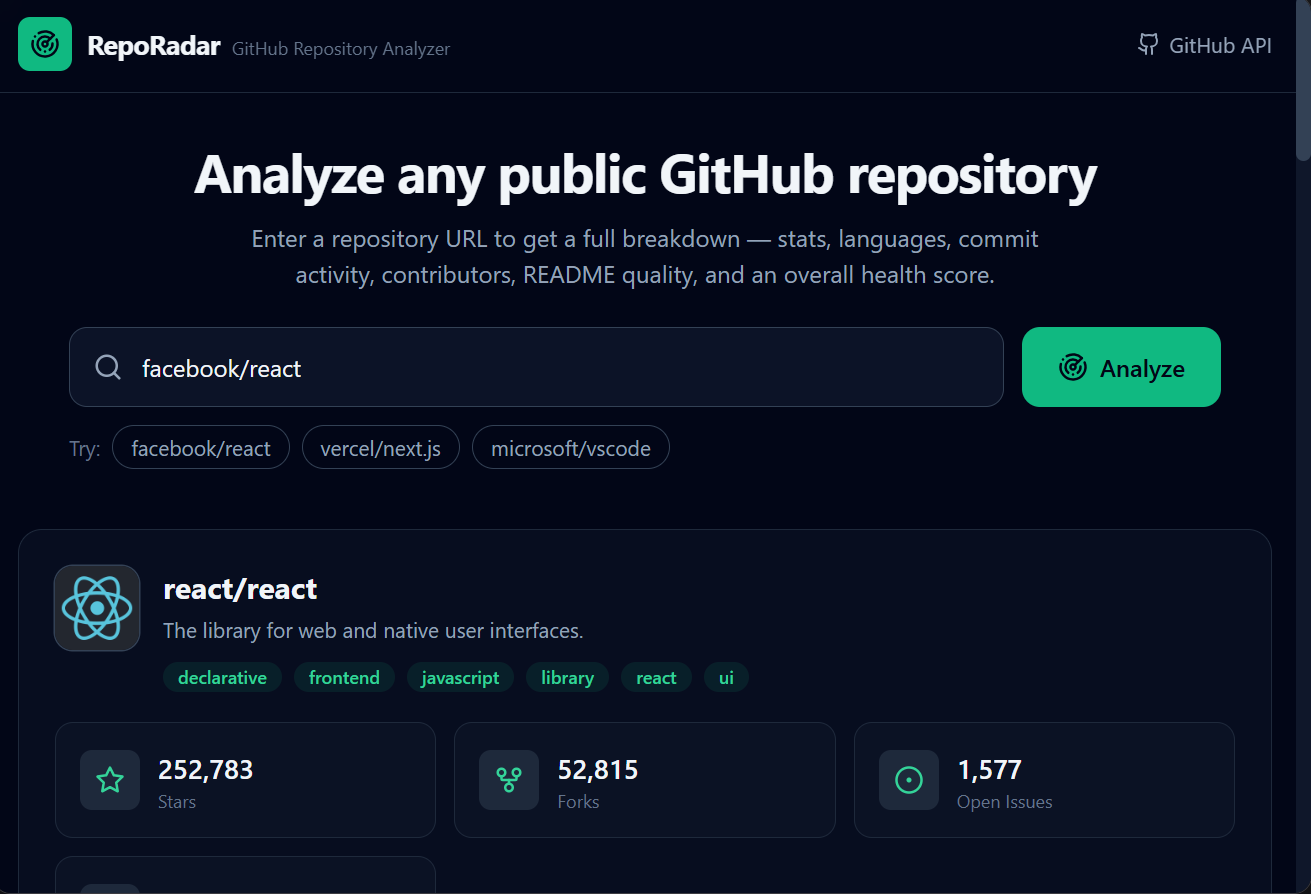 RepoRadar GitHub Repository Analyzer
GitHub API
Analyze any public GitHub repository
Enter a repository URL to get a full breakdown — stats, languages, commit
activity, contributors, README quality, and an overall health score.
facebook/react
Analyze
Try: facebook/react vercel/next.js microsoft/vscode
react/react
The library for web and native user interfaces.
declarative frontend javascript library react ui
252,783
Stars
52,815
Forks
1,577
Open Issues